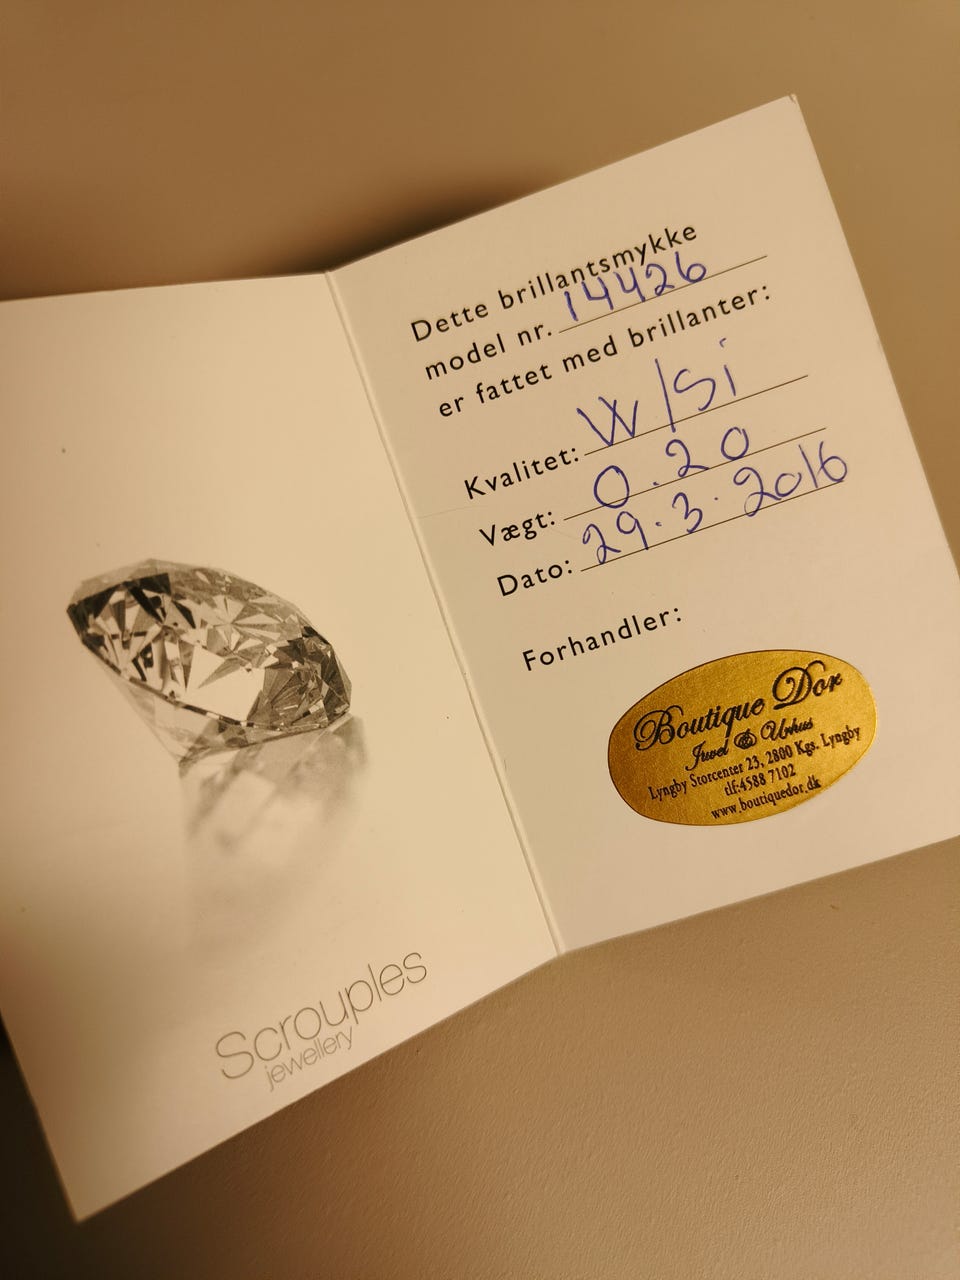 Scrouples
jewellery
Dette brillantsmykke
model nr. 14426
er fattet med brillanter:
Kvalitet: W/Si
Vægt: 0.20
Dato: 29.3.2016
Forhandler:
Boutique Dor
Juvel & Urhus
Lyngby Storcenter 23, 2800 Kgs. Lyngby
tlf:4588 7102
www.boutiquedor.dk